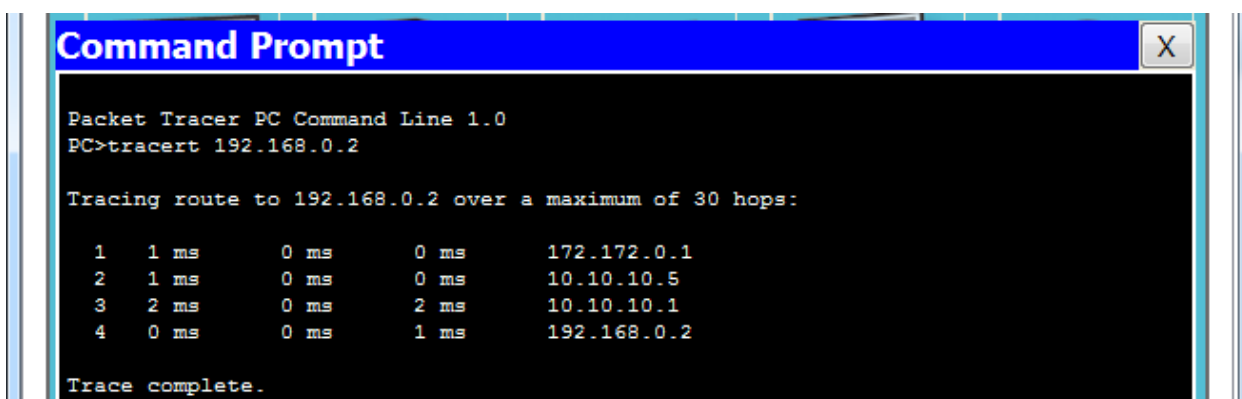 Command Prompt X
Packet Tracer PC Command Line 1.0
PC>tracert 192.168.0.2
Tracing route to 192.168.0.2 over a maximum of 30 hops:
1 1 ms 0 ms 0 ms 172.172.0.1
2 1 ms 0 ms 0 ms 10.10.10.5
3 2 ms 0 ms 2 ms 10.10.10.1
4 0 ms 0 ms 1 ms 192.168.0.2
Trace complete.